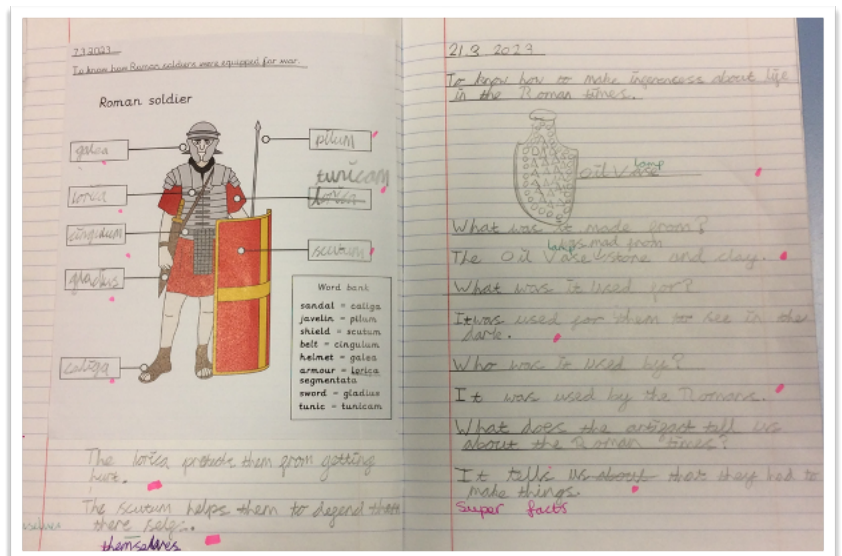 7.3.2023
To know how Roman soldiers were equipped for war.
Roman soldier
galea
pilum
tunicam
lorica
lorica
cingulum
scutum
gladius
caliga
Word bank
sandal = caliga
javelin = pilum
shield = scutum
belt = cingulum
helmet = galea
armour = lorica
segmentata
sword = gladius
tunic = tunicam
The lorica protects them from getting
hurt.
The scutum helps them to defend
there selfs.
themselves
21.3.2023
To know how to make inferences about life
in the Roman times.
Oil Vase lamp
What was it made from?
The Oil Vase stone and clay.
What was it used for?
It was used for them to see in the
dark.
Who was it used by?
It was used by the Romans.
What does the artifact tell us
about the Roman times?
It tells us about that they had to
make things.
Super facts